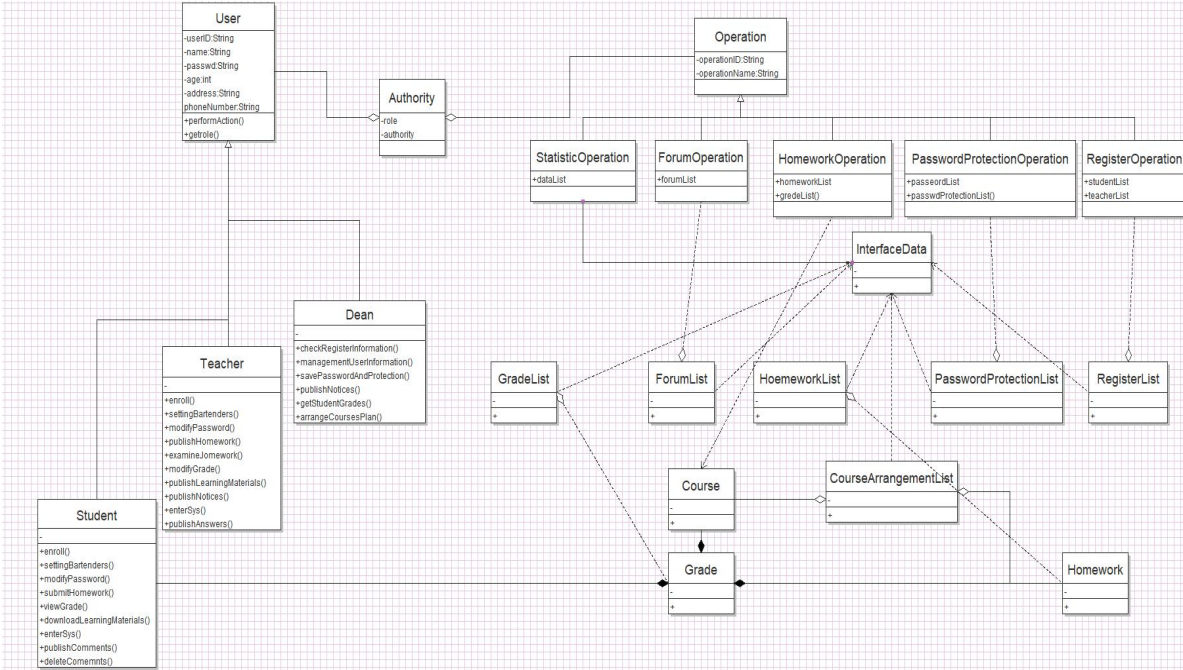 User
-userID:String
-name:String
-passwd:String
-age:int
-address:String
phoneNumber:String
+performAction()
+getrole()
Authority
-role
-authority
Operation
-operationID:String
-operationName:String
StatisticOperation
+dataList
ForumOperation
+forumList
HomeworkOperation
+homeworkList
+gredeList()
PasswordProtectionOperation
+passeordList
+passwdProtectionList()
RegisterOperation
+studentList
+teacherList
InterfaceData
-
+
Dean
-
+checkRegisterInformation()
+managementUserInformation()
+savePasswordAndProtection()
+publishNotices()
+getStudentGrades()
+arrangeCoursesPlan()
Teacher
-
+enroll()
+settingBartenders()
+modifyPassword()
+publishHomework()
+examineJomework()
+modifyGrade()
+publishLearningMaterials()
+publishNotices()
+enterSys()
+publishAnswers()
GradeList
-
+
ForumList
-
+
HoemeworkList
-
+
PasswordProtectionList
-
+
RegisterList
-
+
Student
-
+enroll()
+settingBartenders()
+modifyPassword()
+submitHomework()
+viewGrade()
+downloadLearningMaterials()
+enterSys()
+publishComments()
+deleteComemnts()
Course
-
+
CourseArrangementList
-
+
Grade
-
+
Homework
-
+